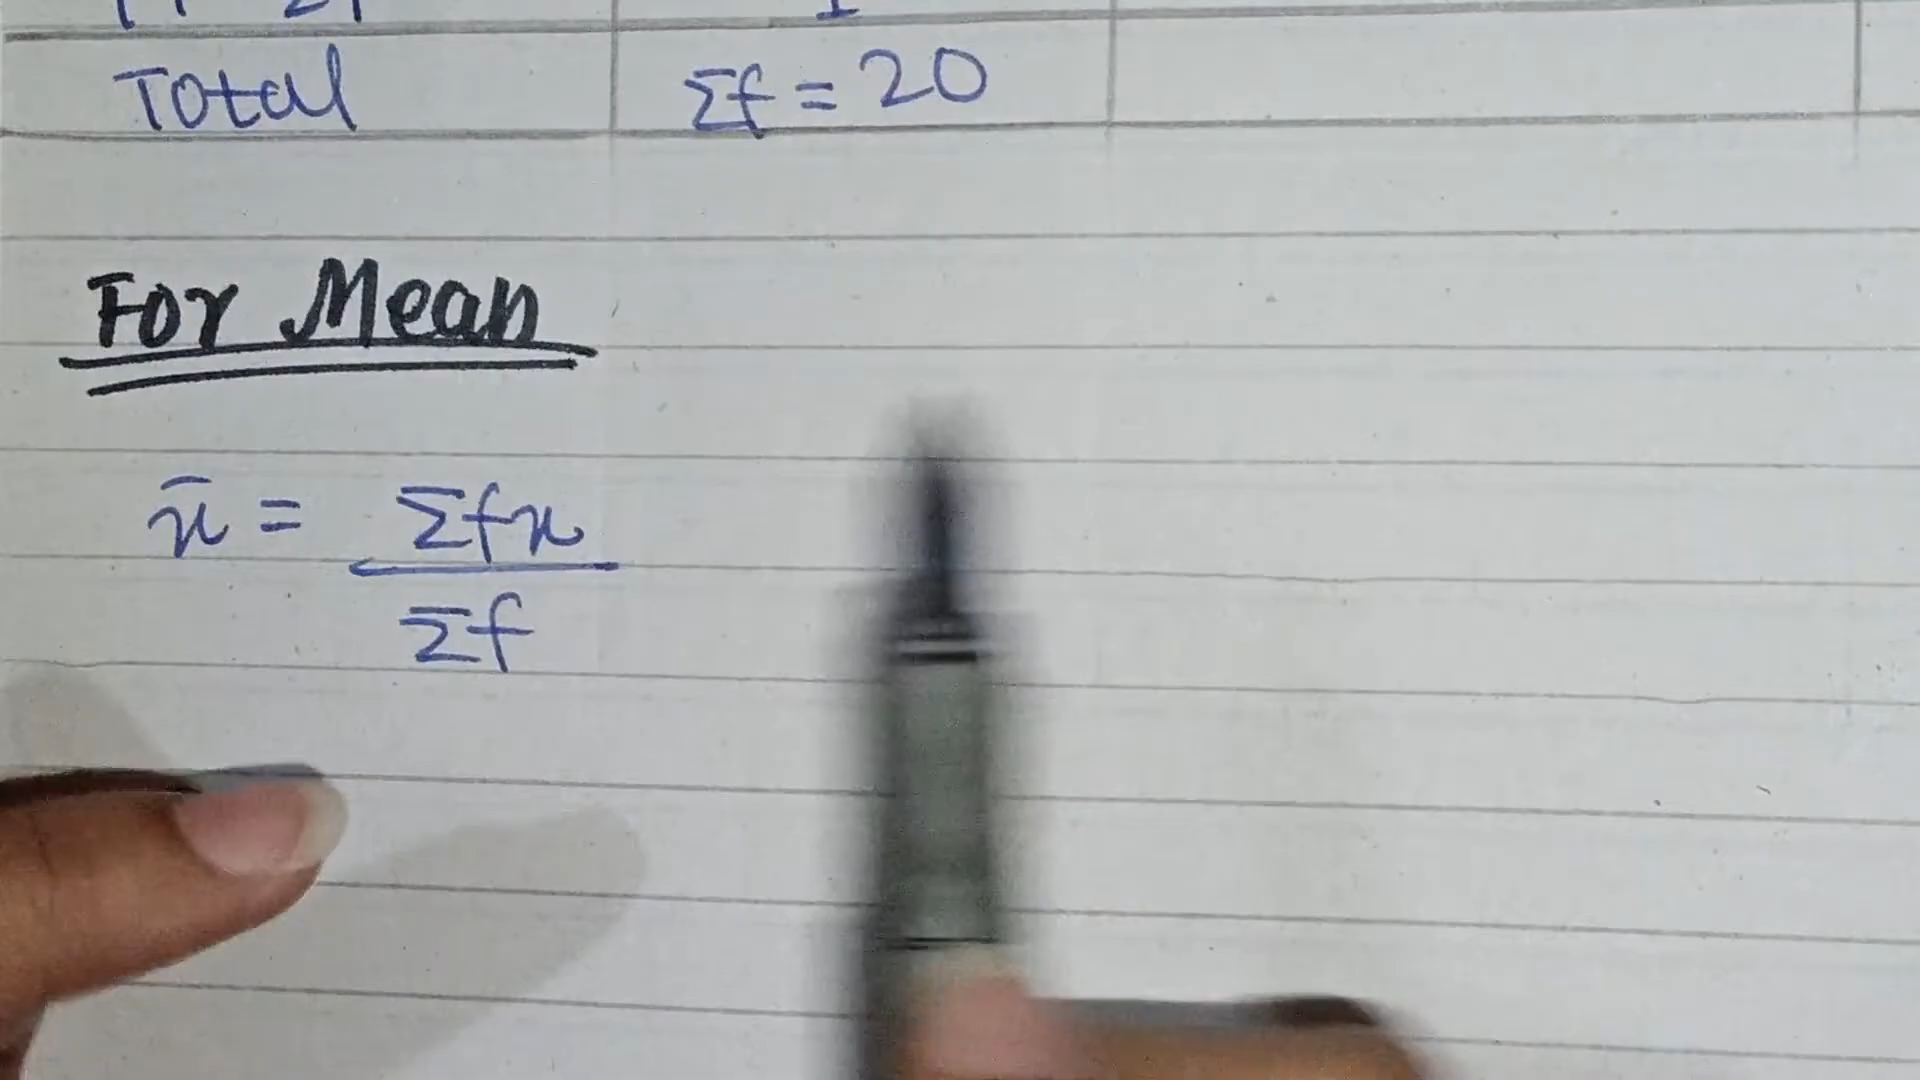 Total Σf = 20
For Mean
x̄ = Σfx
Σf